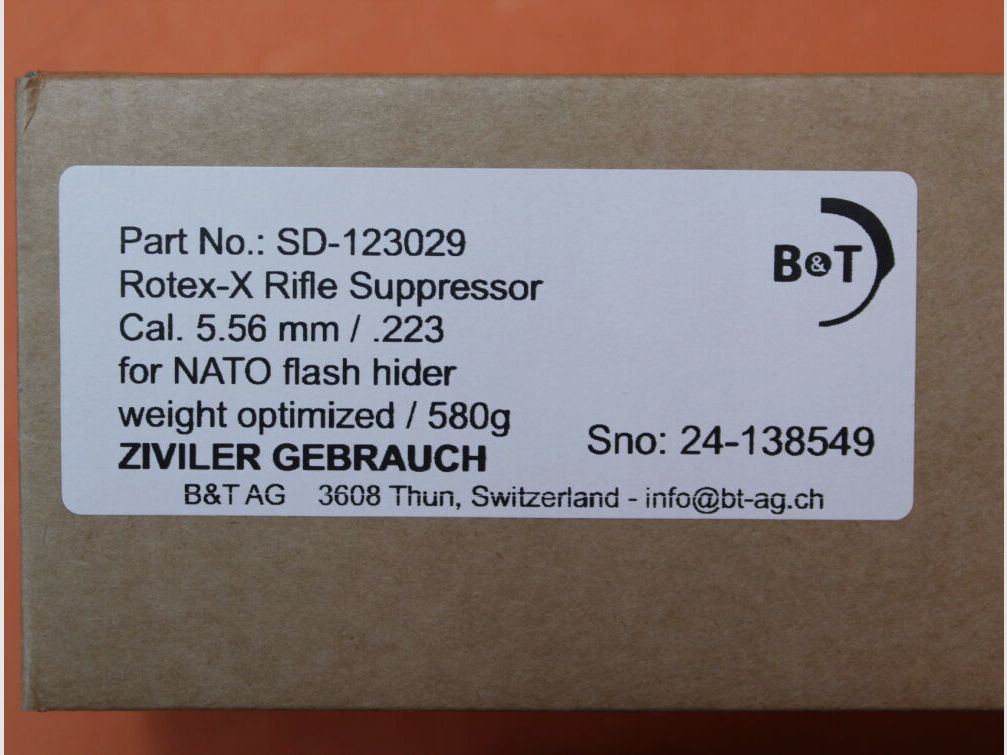 Part No.: SD-123029
Rotex-X Rifle Suppressor
Cal. 5.56 mm / .223
for NATO flash hider
weight optimized / 580g
ZIVILER GEBRAUCH
B&T
Sno: 24-138549
B&T AG 3608 Thun, Switzerland - info@bt-ag.ch